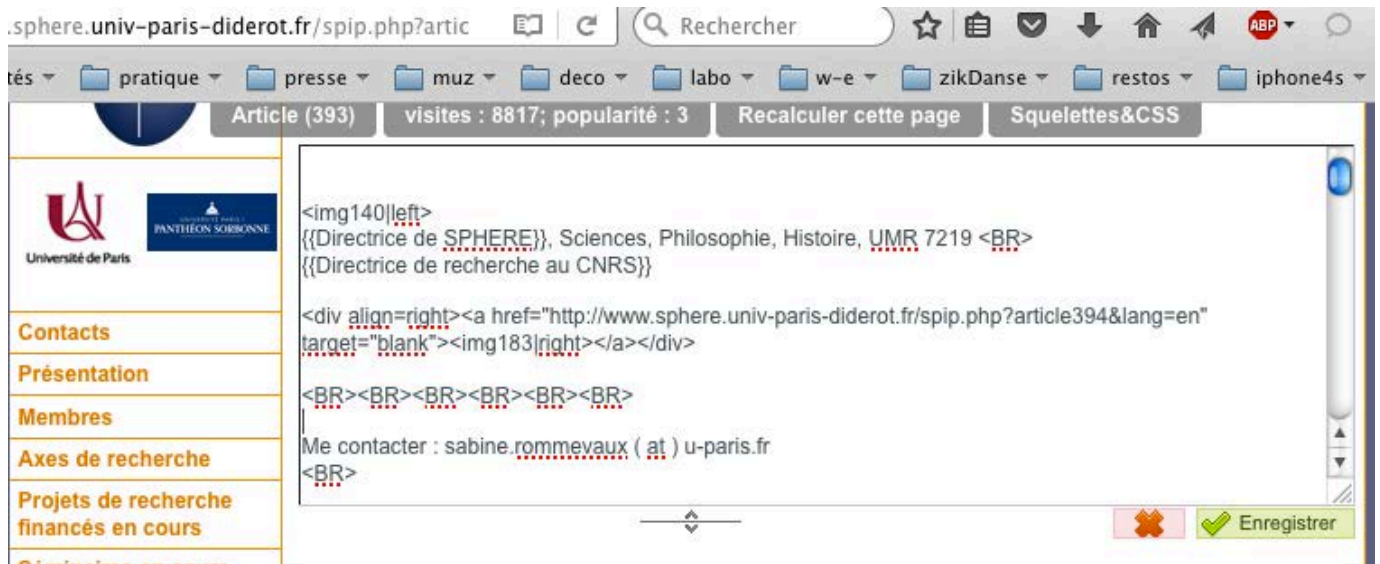 .sphere.univ-paris-diderot.fr/spip.php?artic
Rechercher
ABP
tés
pratique
presse
muz
deco
labo
w-e
zikDanse
restos
iphone4s
Article (393)
visites : 8817; popularité : 3
Recalculer cette page
Squelettes&CSS
Université de Paris
PANTHÉON SORBONNE
Contacts
Présentation
Membres
Axes de recherche
Projets de recherche
financés en cours
<img140|left>
{{Directrice de SPHERE}}, Sciences, Philosophie, Histoire, UMR 7219 <BR>
{{Directrice de recherche au CNRS}}
<div align=right><a href="http://www.sphere.univ-paris-diderot.fr/spip.php?article394&lang=en"
target="blank"><img183|right></a></div>
<BR><BR><BR><BR><BR><BR>
Me contacter : sabine.rommevaux ( at ) u-paris.fr
<BR>
Enregistrer